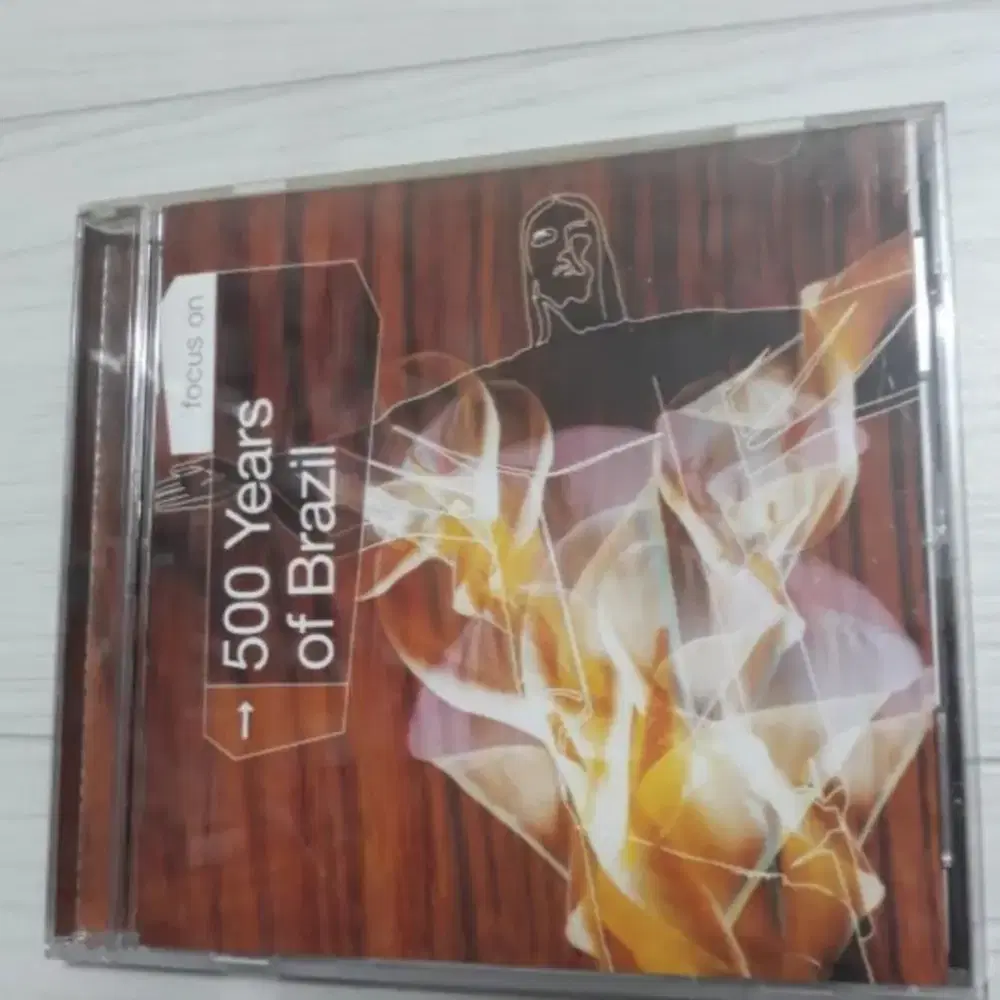 focus on
→ 500 Years
of Brazil